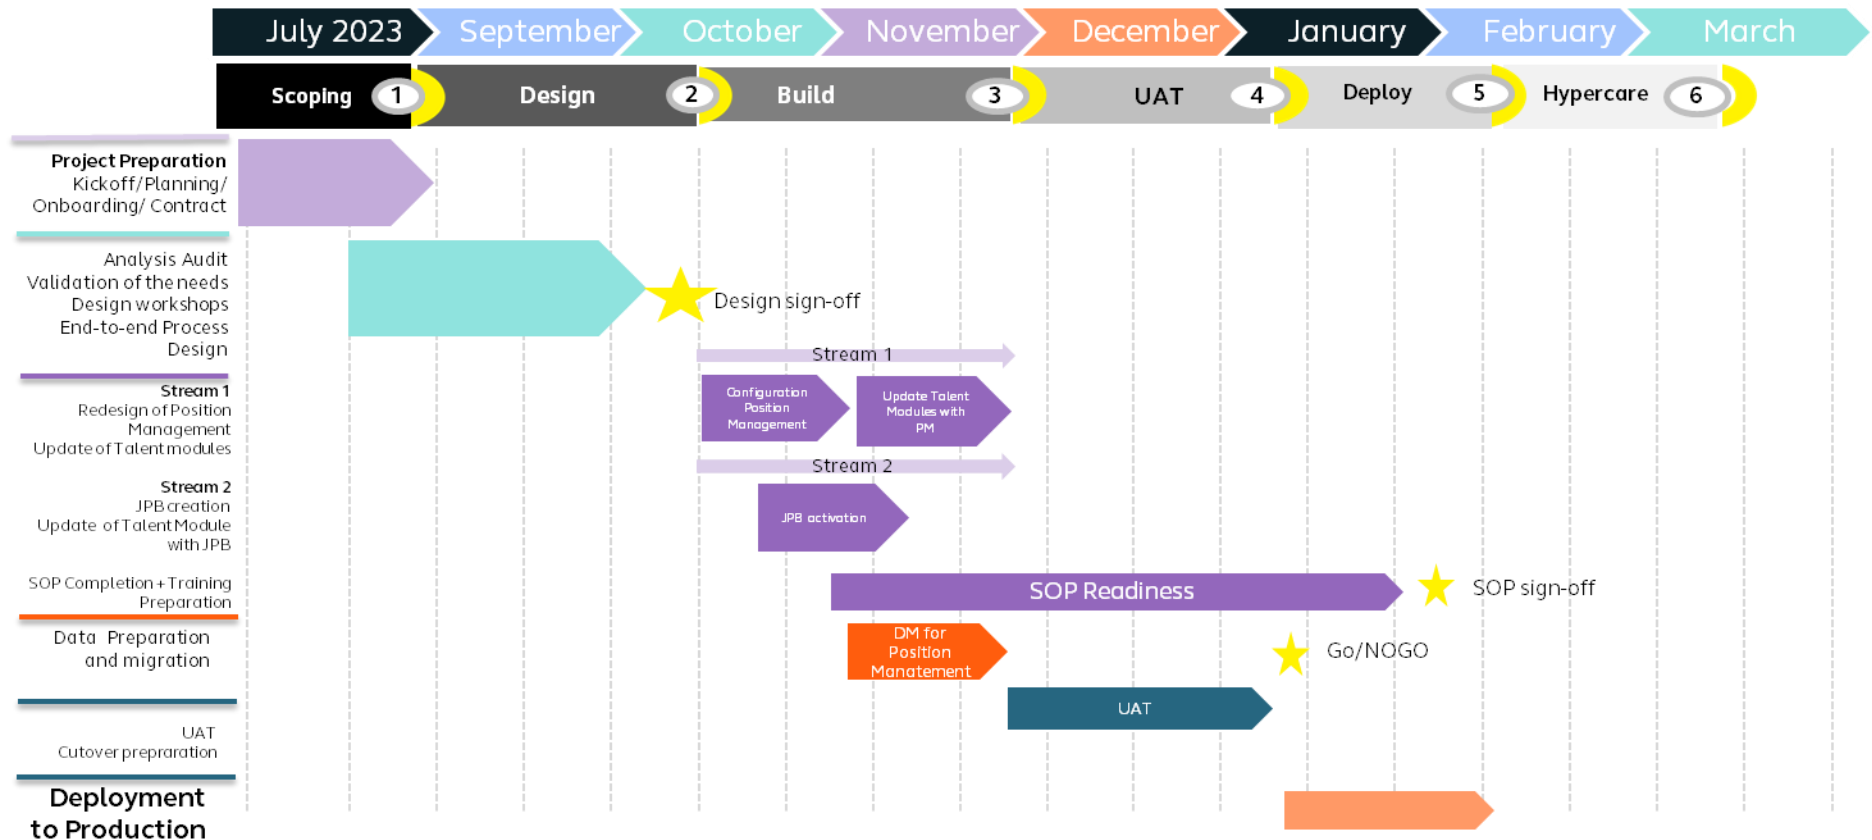 July 2023
September
October
November
December
January
February
March
Scoping
1
Design
2
Build
3
UAT
4
Deploy
5
Hypercare
6
Project Preparation
Kickoff/Planning/
Onboarding/ Contract
Analysis Audit
Validation of the needs
Design workshops
End-to-end Process
Design
Design sign-off
Stream 1
Stream 1
Redesign of Position
Management
Update of Talent modules
Configuration
Position
Management
Update Talent
Modules with
PM
Stream 2
Stream 2
JPB creation
Update of Talent Module
with JPB
JPB activation
SOP Completion + Training
Preparation
SOP Readiness
SOP sign-off
Data Preparation
and migration
DM for
Position
Manatement
Go/NOGO
UAT
UAT
Cutover prepraration
Deployment
to Production